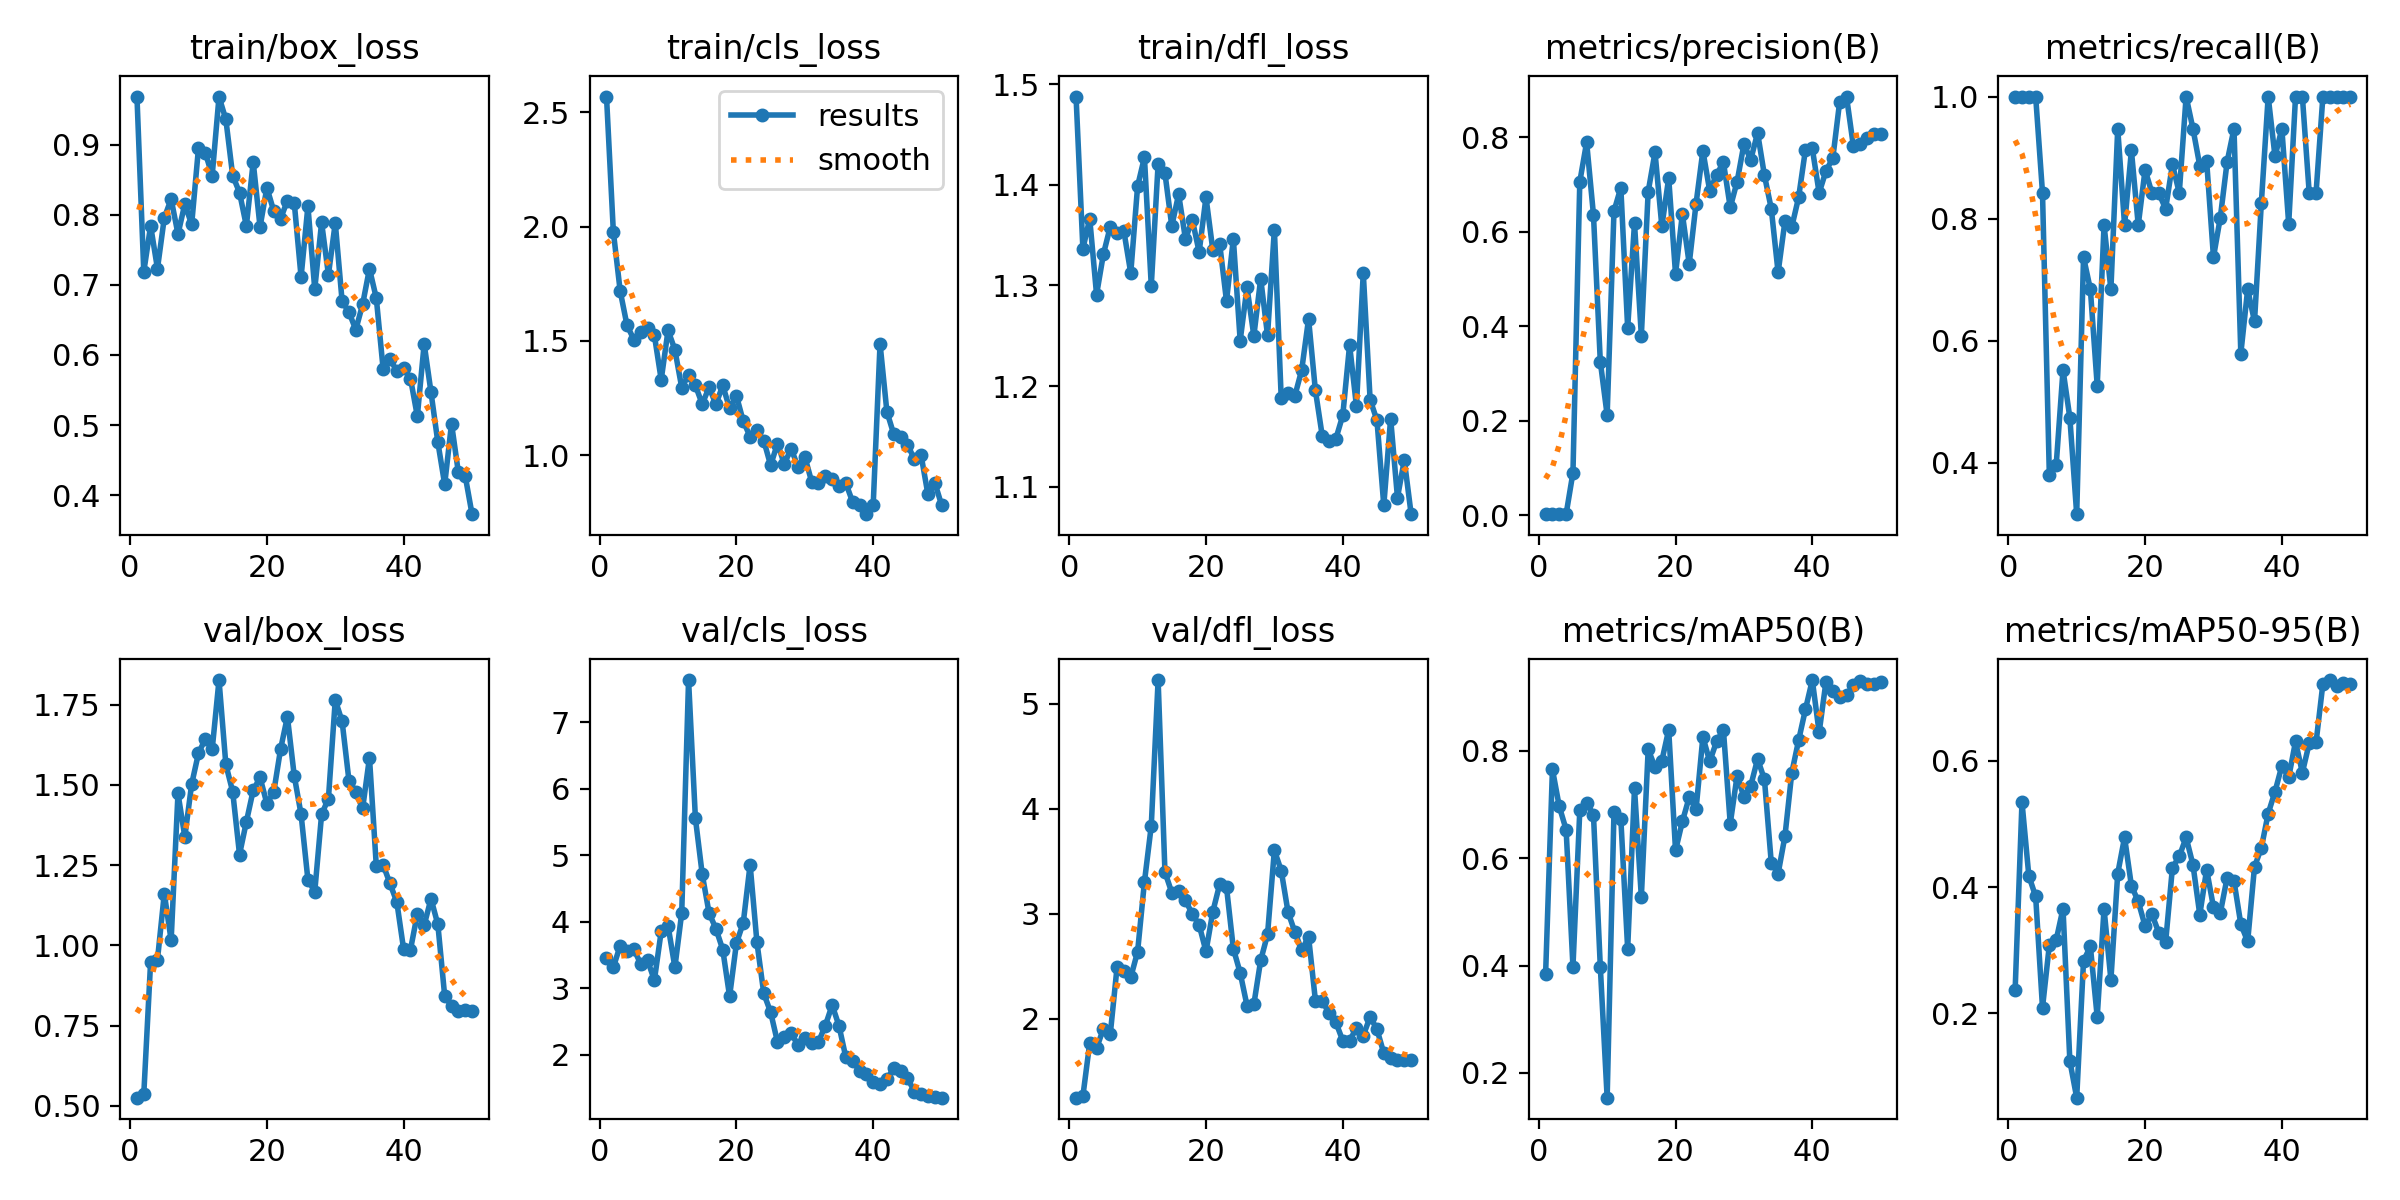 train/box_loss
train/cls_loss
train/dfl_loss
metrics/precision(B)
metrics/recall(B)
0.9
0.8
0.7
0.6
0.5
0.4
0 20 40
2.5
2.0
1.5
1.0
0 20 40
results
smooth
1.5
1.4
1.3
1.2
1.1
0 20 40
0.8
0.6
0.4
0.2
0.0
0 20 40
1.0
0.8
0.6
0.4
0 20 40
val/box_loss
val/cls_loss
val/dfl_loss
metrics/mAP50(B)
metrics/mAP50-95(B)
1.75
1.50
1.25
1.00
0.75
0.50
0 20 40
7
6
5
4
3
2
0 20 40
5
4
3
2
0 20 40
0.8
0.6
0.4
0.2
0 20 40
0.6
0.4
0.2
0 20 40